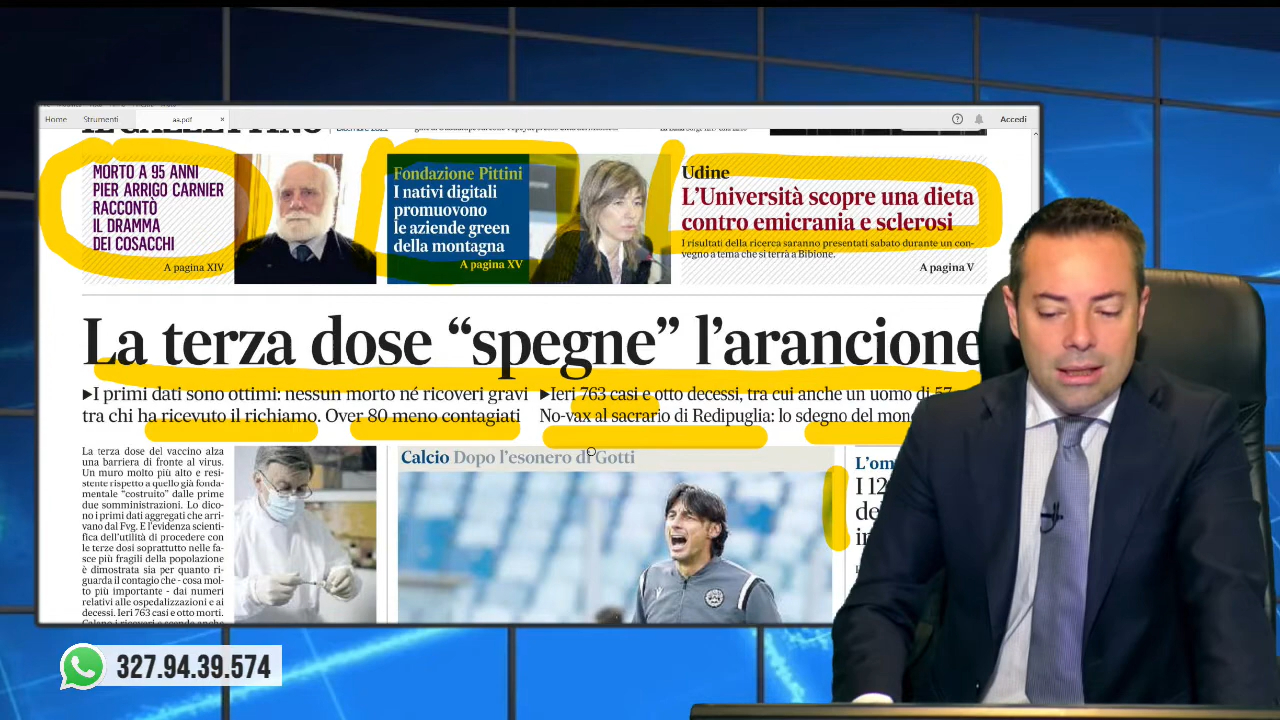 Home Strumenti aa.pdf × Accedi
IL GAZZETTINO
MORTO A 95 ANNI
PIER ARRIGO CARNIER
RACCONTÒ
IL DRAMMA
DEI COSACCHI
A pagina XIV
Fondazione Pittini
I nativi digitali
promuovono
le aziende green
della montagna
A pagina XV
Udine
L'Università scopre una dieta
contro emicrania e sclerosi
I risultati della ricerca saranno presentati sabato durante un con-
vegno a tema che si terrà a Bibione.
A pagina V
La terza dose “spegne” l'arancione
▶I primi dati sono ottimi: nessun morto né ricoveri gravi
tra chi ha ricevuto il richiamo. Over 80 meno contagiati
▶Ieri 763 casi e otto decessi, tra cui anche un uomo di 57
No-vax al sacrario di Redipuglia: lo sdegno del
La terza dose del vaccino alza
una barriera di fronte al virus.
Un muro molto più alto e resi-
stente rispetto a quello già fonda-
mentale “costruito” dalle prime
due somministrazioni. Lo dico-
no i primi dati aggregati che arri-
vano dal Fvg. E l'evidenza scienti-
fica dell'utilità di procedere con
le terze dosi soprattutto nelle fa-
sce più fragili della popolazione
è dimostrata sia per quanto ri-
guarda il contagio che - cosa mol-
to più importante - dai numeri
relativi alle ospedalizzazioni e ai
decessi. Ieri 763 casi e otto morti.
Calcio Dopo l'esonero di Gotti
L'om
I 12
de
in
327.94.39.574